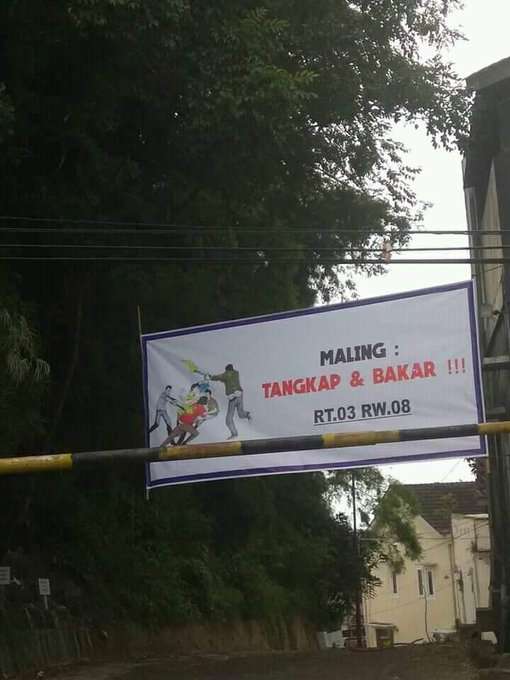 MALING :
TANGKAP & BAKAR !!!
RT.03 RW.08